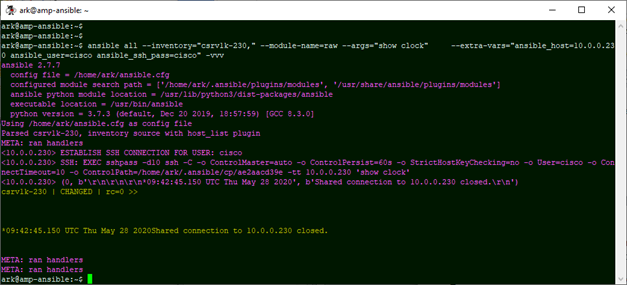 ark@amp-ansible: ~
ark@amp-ansible:~$
ark@amp-ansible:~$
ark@amp-ansible:~$ ansible all --inventory="csrvlk-230," --module-name=raw --args="show clock"     --extra-vars="ansible_host=10.0.0.23
0 ansible_user=cisco ansible_ssh_pass=cisco" -vvv
ansible 2.7.7
  config file = /home/ark/ansible.cfg
  configured module search path = ['/home/ark/.ansible/plugins/modules', '/usr/share/ansible/plugins/modules']
  ansible python module location = /usr/lib/python3/dist-packages/ansible
  executable location = /usr/bin/ansible
  python version = 3.7.3 (default, Dec 20 2019, 18:57:59) [GCC 8.3.0]
Using /home/ark/ansible.cfg as config file
Parsed csrvlk-230, inventory source with host_list plugin
META: ran handlers
<10.0.0.230> ESTABLISH SSH CONNECTION FOR USER: cisco
<10.0.0.230> SSH: EXEC sshpass -d10 ssh -C -o ControlMaster=auto -o ControlPersist=60s -o StrictHostKeyChecking=no -o User=cisco -o Con
nectTimeout=10 -o ControlPath=/home/ark/.ansible/cp/ae2aacd39e -tt 10.0.0.230 'show clock'
<10.0.0.230> (0, b'\r\n\r\n\r\n*09:42:45.150 UTC Thu May 28 2020', b'Shared connection to 10.0.0.230 closed.\r\n')
csrvlk-230 | CHANGED | rc=0 >>
*09:42:45.150 UTC Thu May 28 2020Shared connection to 10.0.0.230 closed.
META: ran handlers
META: ran handlers
ark@amp-ansible:~$